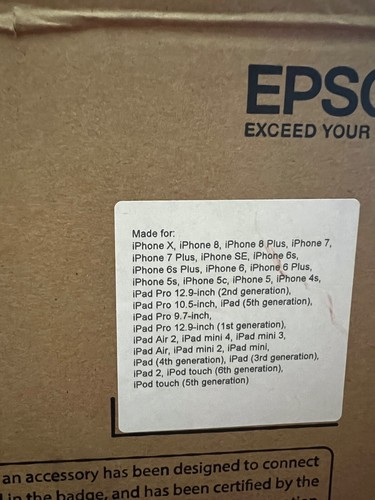 EPSO
EXCEED YOUR
Made for:
iPhone X, iPhone 8, iPhone 8 Plus, iPhone 7,
iPhone 7 Plus, iPhone SE, iPhone 6s,
iPhone 6s Plus, iPhone 6, iPhone 6 Plus,
iPhone 5s, iPhone 5c, iPhone 5, iPhone 4s,
iPad Pro 12.9-inch (2nd generation),
iPad Pro 10.5-inch, iPad (5th generation),
iPad Pro 9.7-inch,
iPad Pro 12.9-inch (1st generation),
iPad Air 2, iPad mini 4, iPad mini 3,
iPad Air, iPad mini 2, iPad mini,
iPad (4th generation), iPad (3rd generation),
iPad 2, iPod touch (6th generation),
iPod touch (5th generation)
an accessory has been designed to connect
in the badge, and has been certified by the